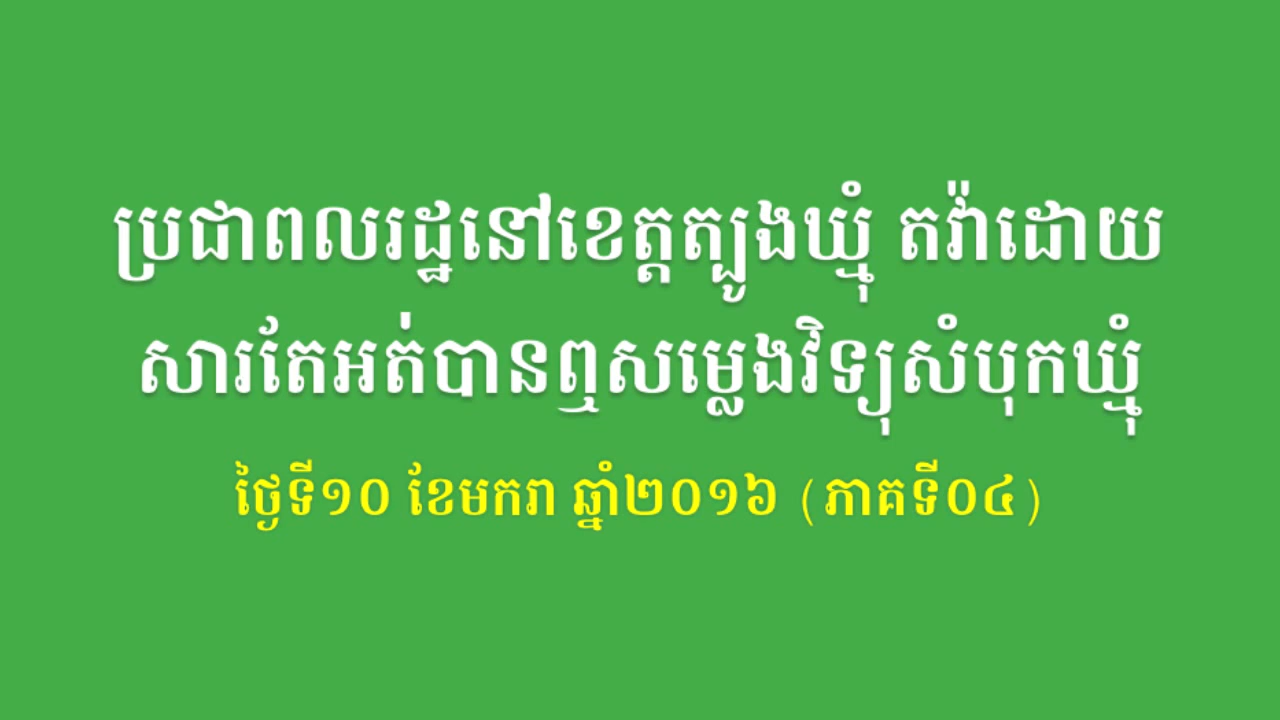 ប្រជាពលរដ្ឋនៅខេត្តត្បូងឃ្មុំ តវ៉ាដោយ
សារតែអត់បានឮសម្លេងវិទ្យុសំបុកឃ្មុំ
ថ្ងៃទី១០ ខែមករា ឆ្នាំ២០១៦ (ភាគទី០៤)